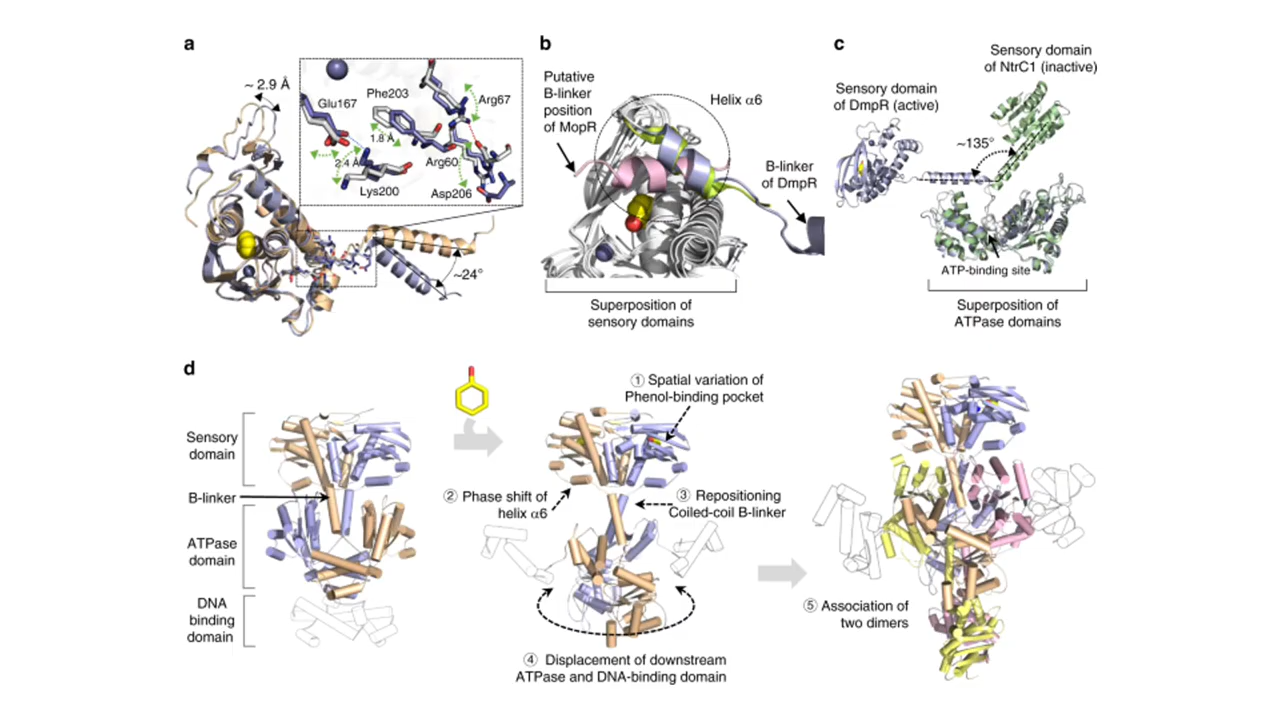 a
~ 2.9 Å
Glu167
Phe203
Arg67
1.8 Å
2.4 Å
Arg60
Lys200
Asp206
~24°
b
Putative
B-linker
position
of MopR
Helix α6
B-linker
of DmpR
Superposition of
sensory domains
c
Sensory domain
of NtrC1 (inactive)
Sensory domain
of DmpR (active)
~135°
ATP-binding site
Superposition of
ATPase domains
d
Sensory
domain
B-linker
ATPase
domain
DNA
binding
domain
① Spatial variation of
Phenol-binding pocket
② Phase shift of
helix α6
③ Repositioning
Coiled-coil B-linker
④ Displacement of downstream
ATPase and DNA-binding domain
⑤ Association of
two dimers